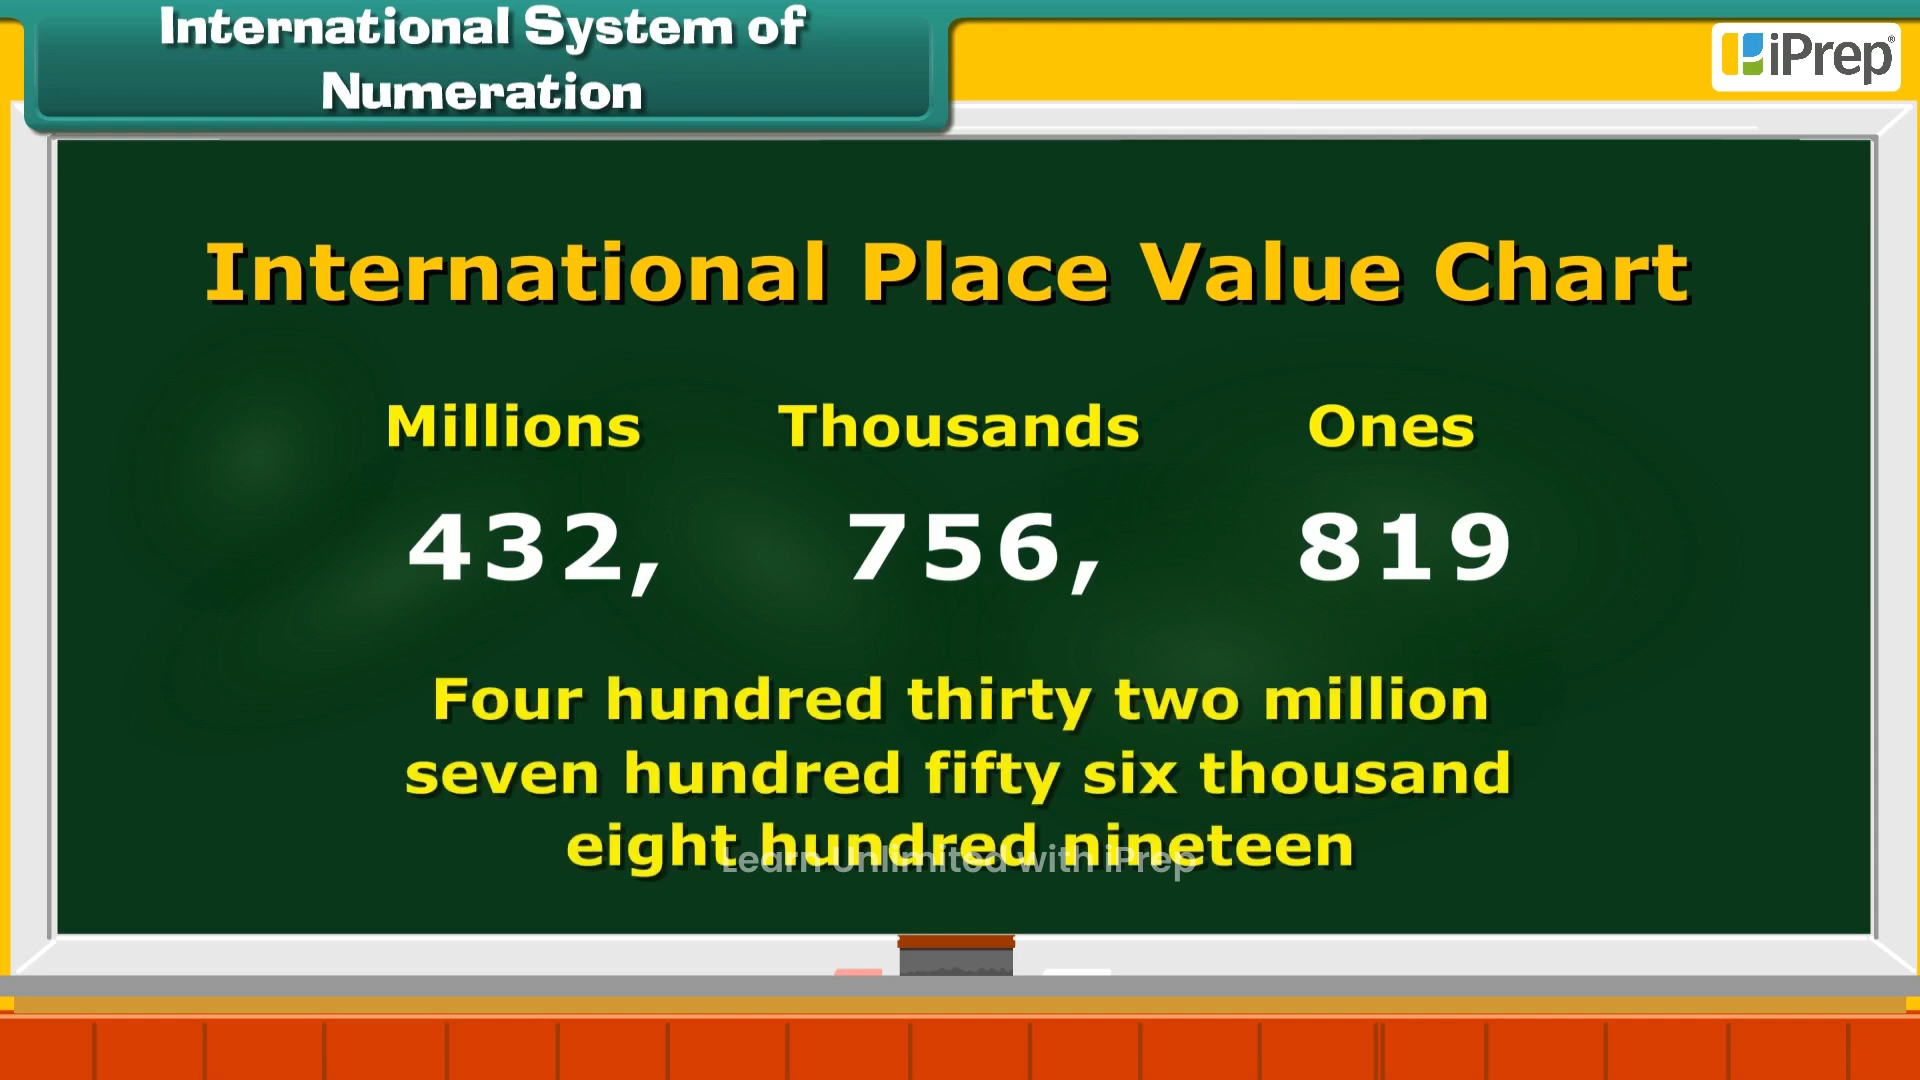 International System of
Numeration
iPrep®
International Place Value Chart
Millions Thousands Ones
432, 756, 819
Four hundred thirty two million
seven hundred fifty six thousand
eight hundred nineteen
Learn Unlimited with iPrep